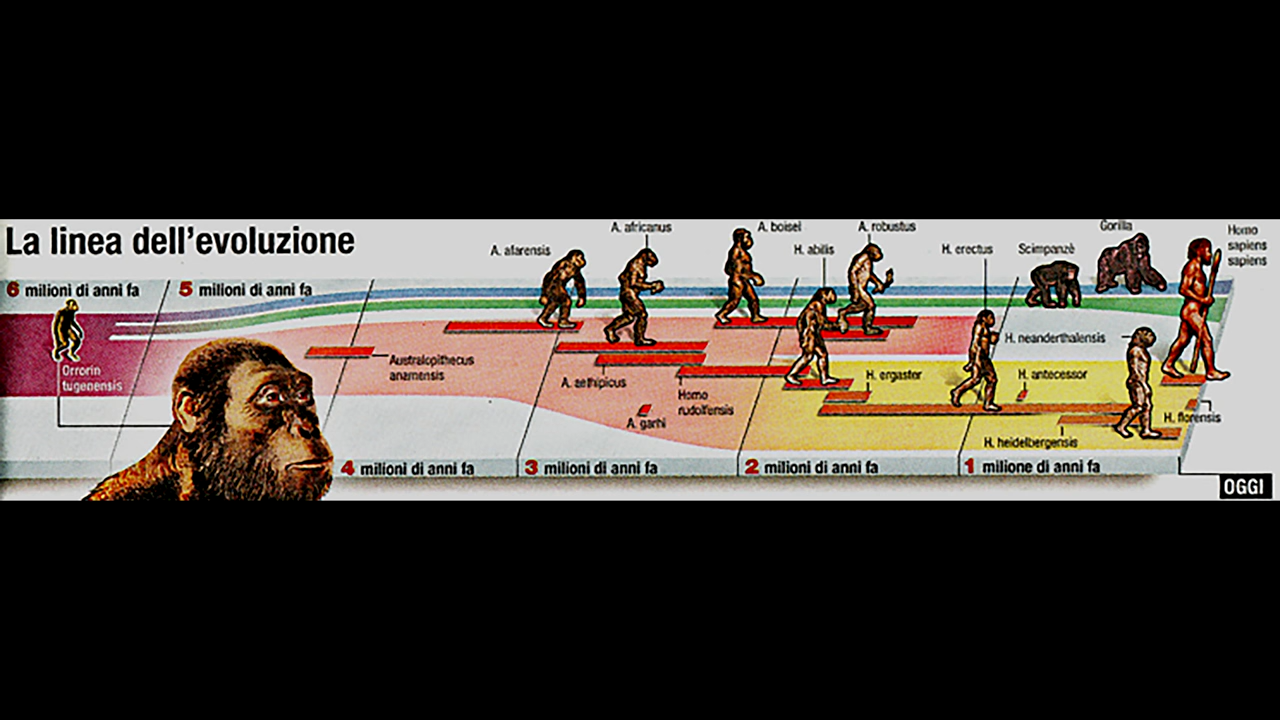 La linea dell'evoluzione
6 milioni di anni fa
5 milioni di anni fa
Orrorin
tugenensis
Australopithecus
anamensis
A. afarensis
A. africanus
A. boisei
H. abilis
A. robustus
H. erectus
Scimpanzè
Gorilla
Homo
sapiens
sapiens
A. aethipicus
Homo
rudolfensis
A. garhi
H. ergaster
H. neanderthalensis
H. antecessor
H. florensis
H. heidelbergensis
4 milioni di anni fa
3 milioni di anni fa
2 milioni di anni fa
1 milione di anni fa
OGGI